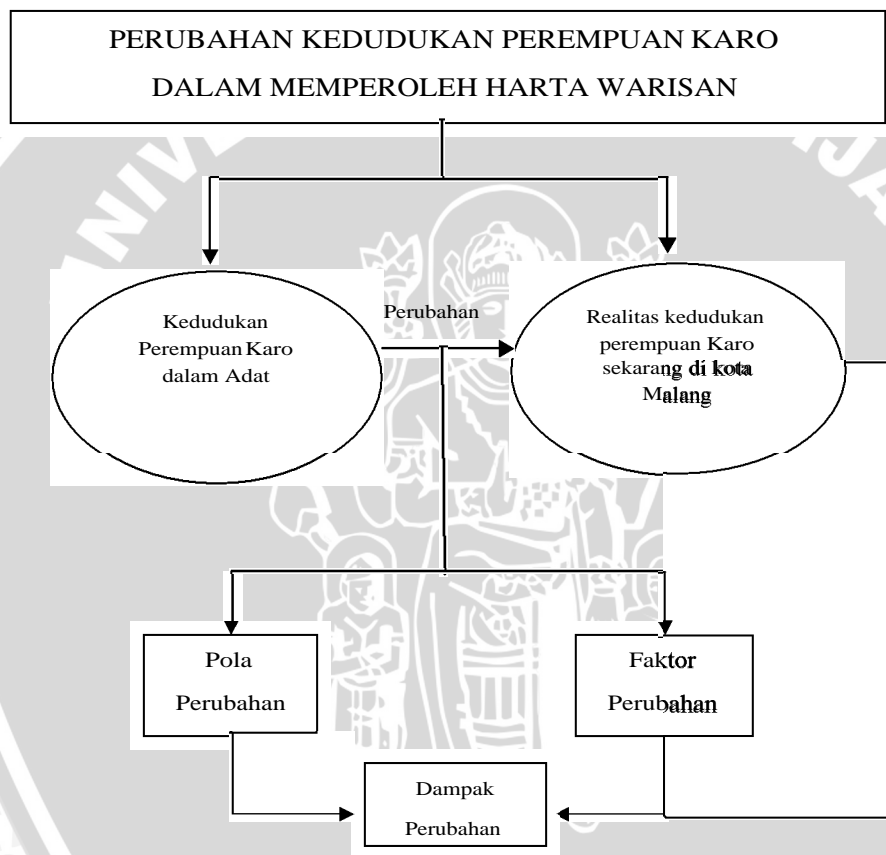 PERUBAHAN KEDUDUKAN PEREMPUAN KARO
DALAM MEMPEROLEH HARTA WARISAN
Kedudukan
Perempuan Karo
dalam Adat
Perubahan
Realitas kedudukan
perempuan Karo
sekarang di kota
Malang
Pola
Perubahan
Faktor
Perubahan
Dampak
Perubahan